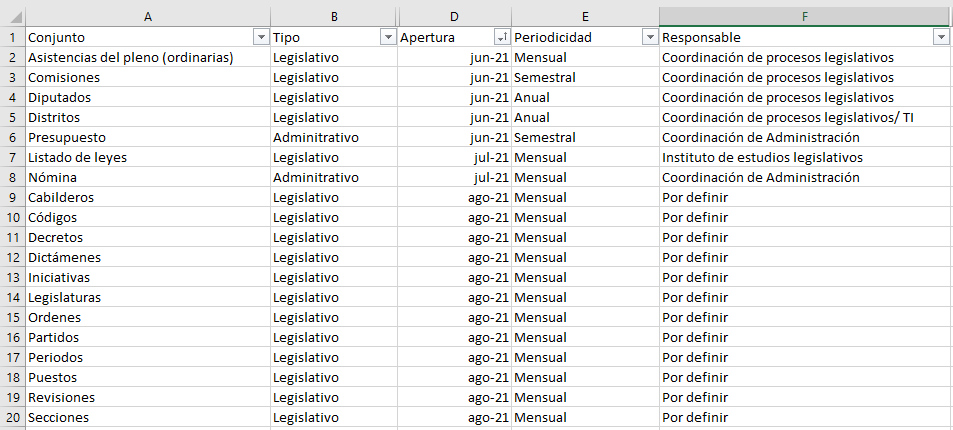 A B D E F
1 Conjunto Tipo Apertura Periodicidad Responsable
2 Asistencias del pleno (ordinarias) Legislativo jun-21 Mensual Coordinación de procesos legislativos
3 Comisiones Legislativo jun-21 Semestral Coordinación de procesos legislativos
4 Diputados Legislativo jun-21 Anual Coordinación de procesos legislativos
5 Distritos Legislativo jun-21 Anual Coordinación de procesos legislativos/ TI
6 Presupuesto Adminitrativo jun-21 Semestral Coordinación de Administración
7 Listado de leyes Legislativo jul-21 Mensual Instituto de estudios legislativos
8 Nómina Adminitrativo jul-21 Mensual Coordinación de Administración
9 Cabilderos Legislativo ago-21 Mensual Por definir
10 Códigos Legislativo ago-21 Mensual Por definir
11 Decretos Legislativo ago-21 Mensual Por definir
12 Dictámenes Legislativo ago-21 Mensual Por definir
13 Iniciativas Legislativo ago-21 Mensual Por definir
14 Legislaturas Legislativo ago-21 Mensual Por definir
15 Ordenes Legislativo ago-21 Mensual Por definir
16 Partidos Legislativo ago-21 Mensual Por definir
17 Periodos Legislativo ago-21 Mensual Por definir
18 Puestos Legislativo ago-21 Mensual Por definir
19 Revisiones Legislativo ago-21 Mensual Por definir
20 Secciones Legislativo ago-21 Mensual Por definir